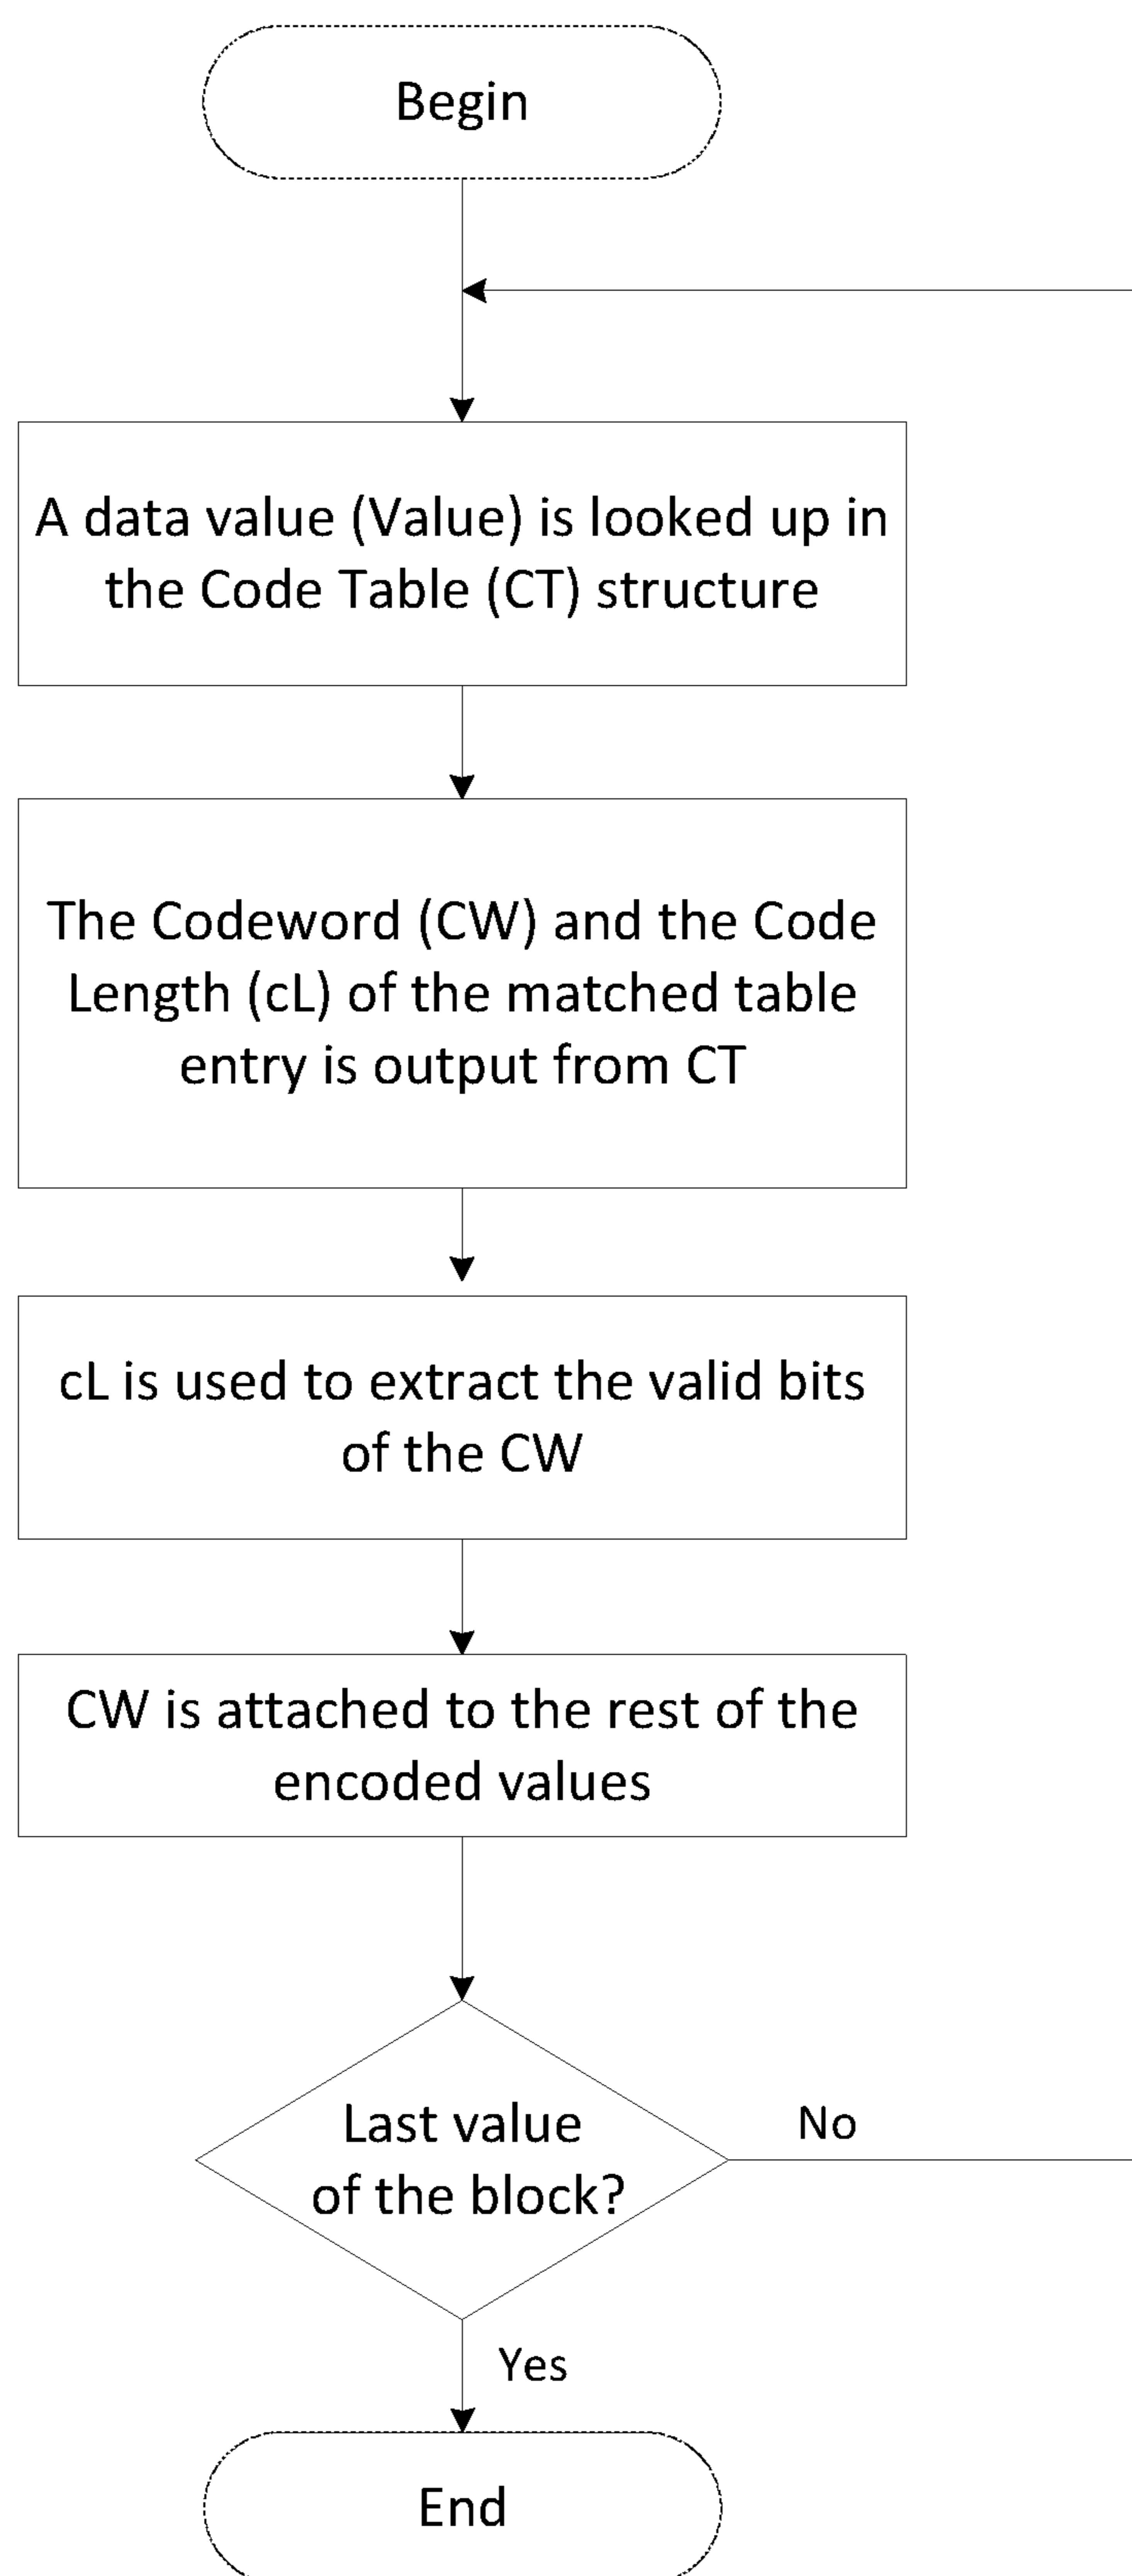 Begin
A data value (Value) is looked up in
the Code Table (CT) structure
The Codeword (CW) and the Code
Length (cL) of the matched table
entry is output from CT
cL is used to extract the valid bits
of the CW
CW is attached to the rest of the
encoded values
Last value
of the block?
No
Yes
End